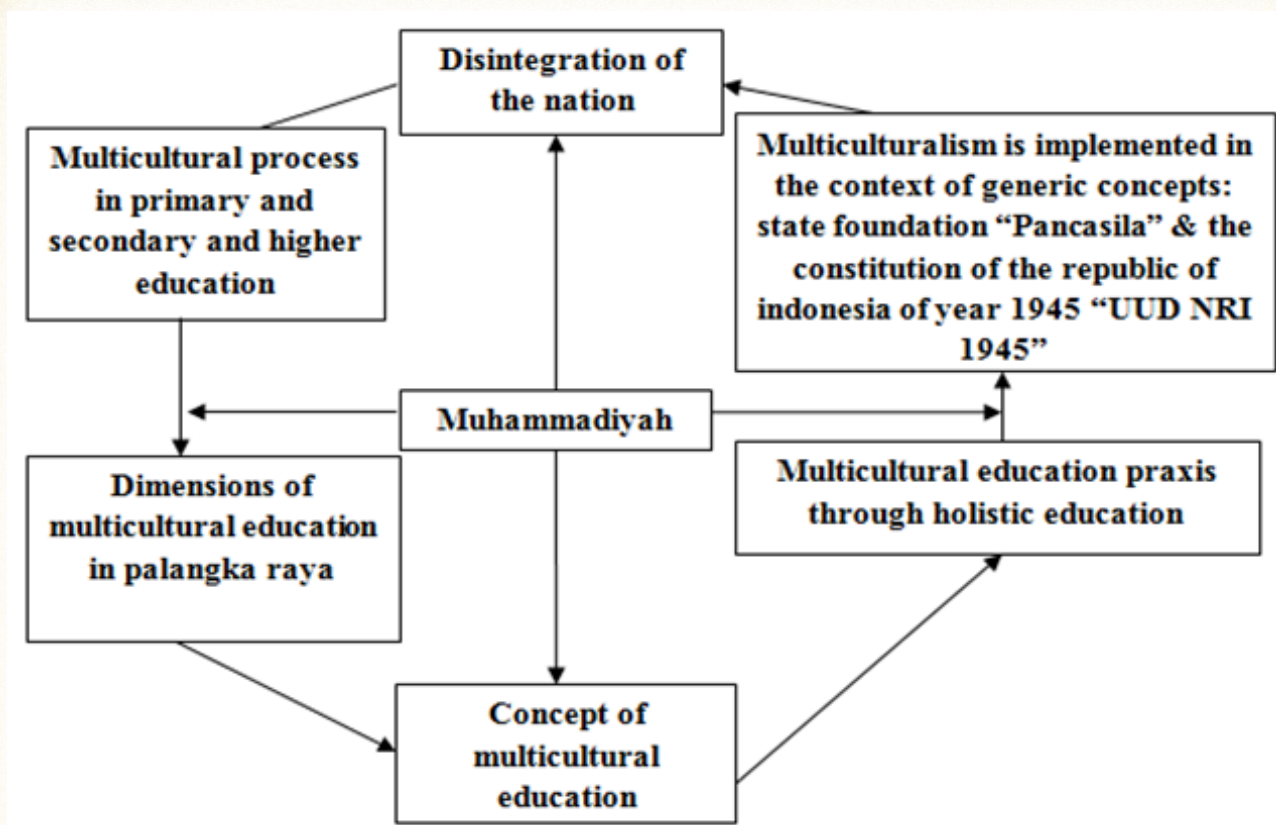 Disintegration of
the nation
Multicultural process
in primary and
secondary and higher
education
Multiculturalism is implemented in
the context of generic concepts:
state foundation “Pancasila” & the
constitution of the republic of
indonesia of year 1945 “UUD NRI
1945”
Muhammadiyah
Dimensions of
multicultural education
in palangka raya
Multicultural education praxis
through holistic education
Concept of
multicultural
education